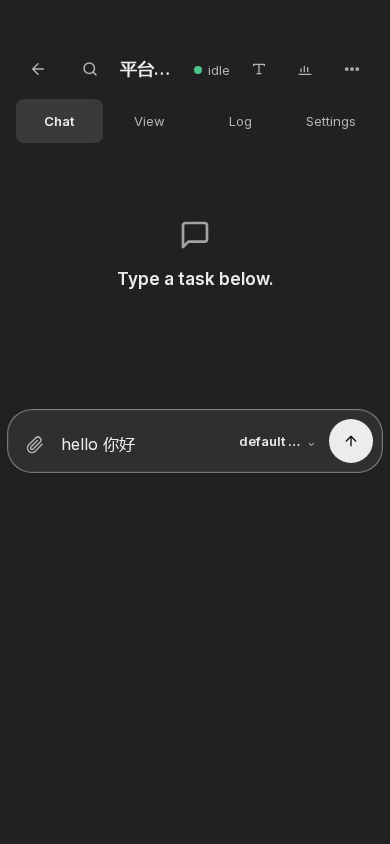 平台… idle
Chat View Log Settings
Type a task below.
hello 你好 default …